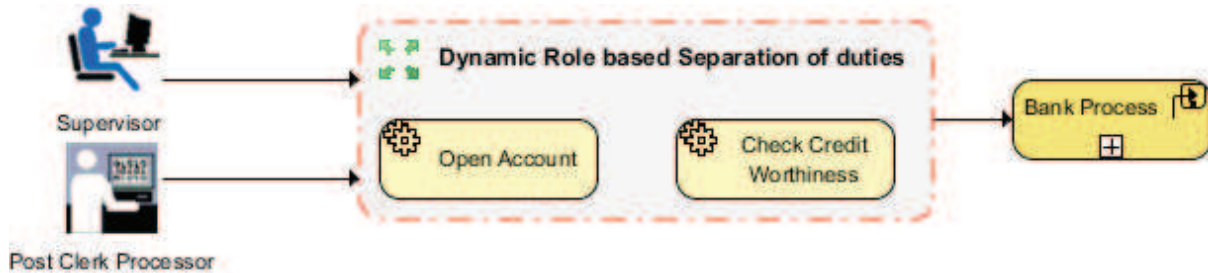 Dynamic Role based Separation of duties
Supervisor
Open Account
Check Credit
Worthiness
Bank Process
Post Clerk Processor